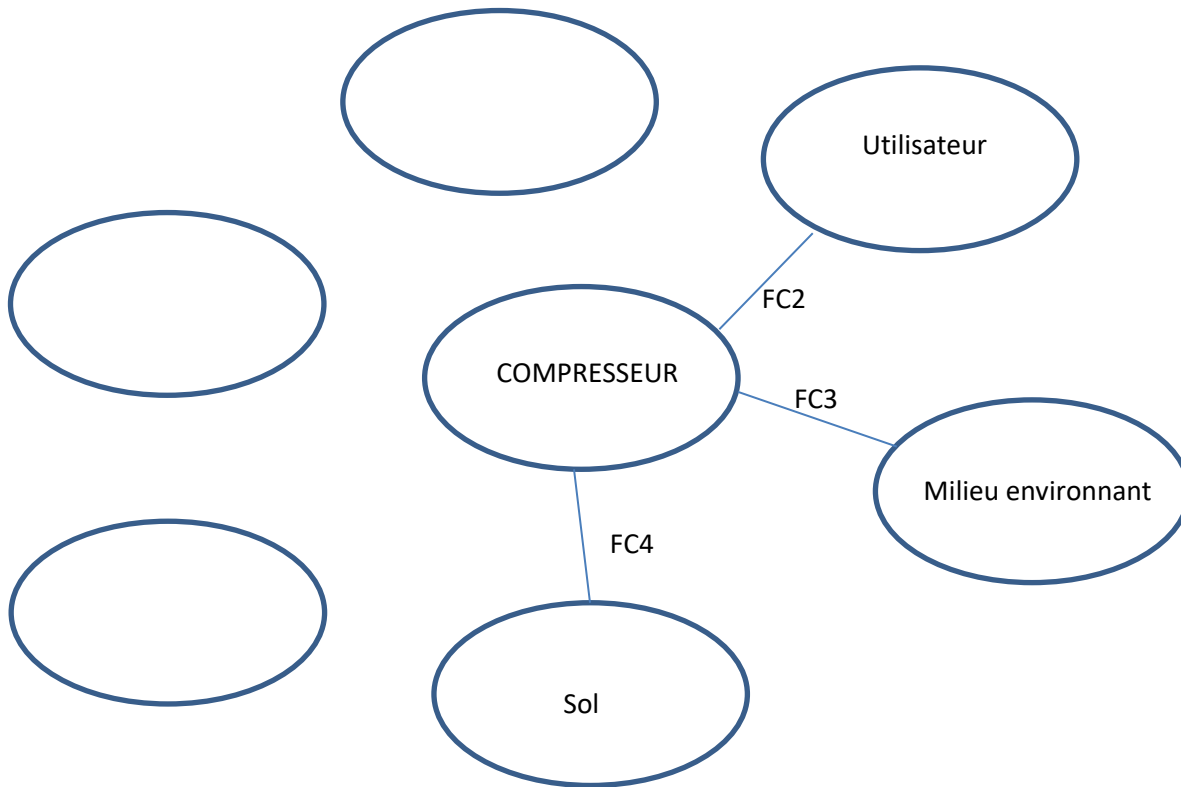 Utilisateur
FC2
COMPRESSEUR
FC3
Milieu environnant
FC4
Sol